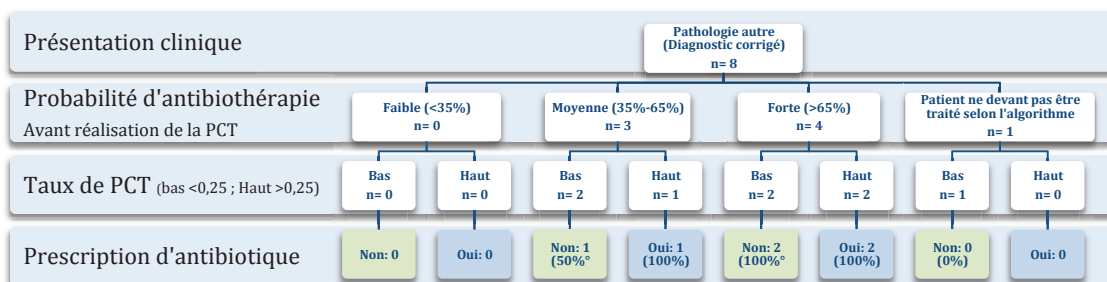 Présentation clinique
Pathologie autre
(Diagnostic corrigé)
n= 8
Probabilité d'antibiothérapie
Avant réalisation de la PCT
Faible (<35%)
n= 0
Moyenne (35%-65%)
n= 3
Forte (>65%)
n= 4
Patient ne devant pas être
traité selon l'algorithme
n= 1
Taux de PCT (bas <0,25 ; Haut >0,25)
Bas
n= 0
Haut
n= 0
Bas
n= 2
Haut
n= 1
Bas
n= 2
Haut
n= 2
Bas
n= 1
Haut
n= 0
Prescription d'antibiotique
Non: 0
Oui: 0
Non: 1
(50%°
Oui: 1
(100%)
Non: 2
(100%°
Oui: 2
(100%)
Non: 0
(0%)
Oui: 0